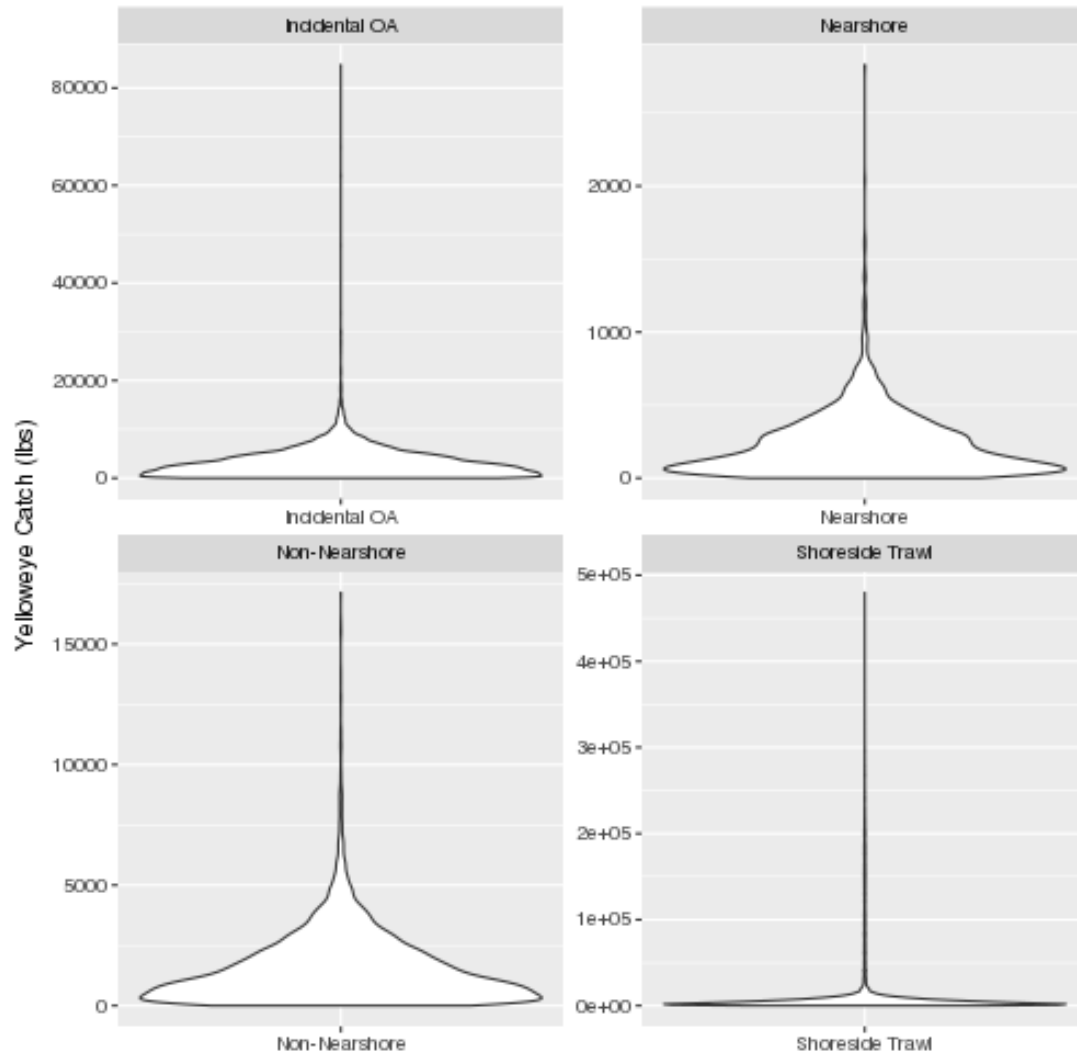 Incidental OA
Nearshore
80000
60000
40000
20000
0
2000
1000
0
Incidental OA
Nearshore
Yelloweye Catch (lbs)
Non-Nearshore
Shoreside Trawl
15000
10000
5000
0
5e+05
4e+05
3e+05
2e+05
1e+05
0e+00
Non-Nearshore
Shoreside Trawl